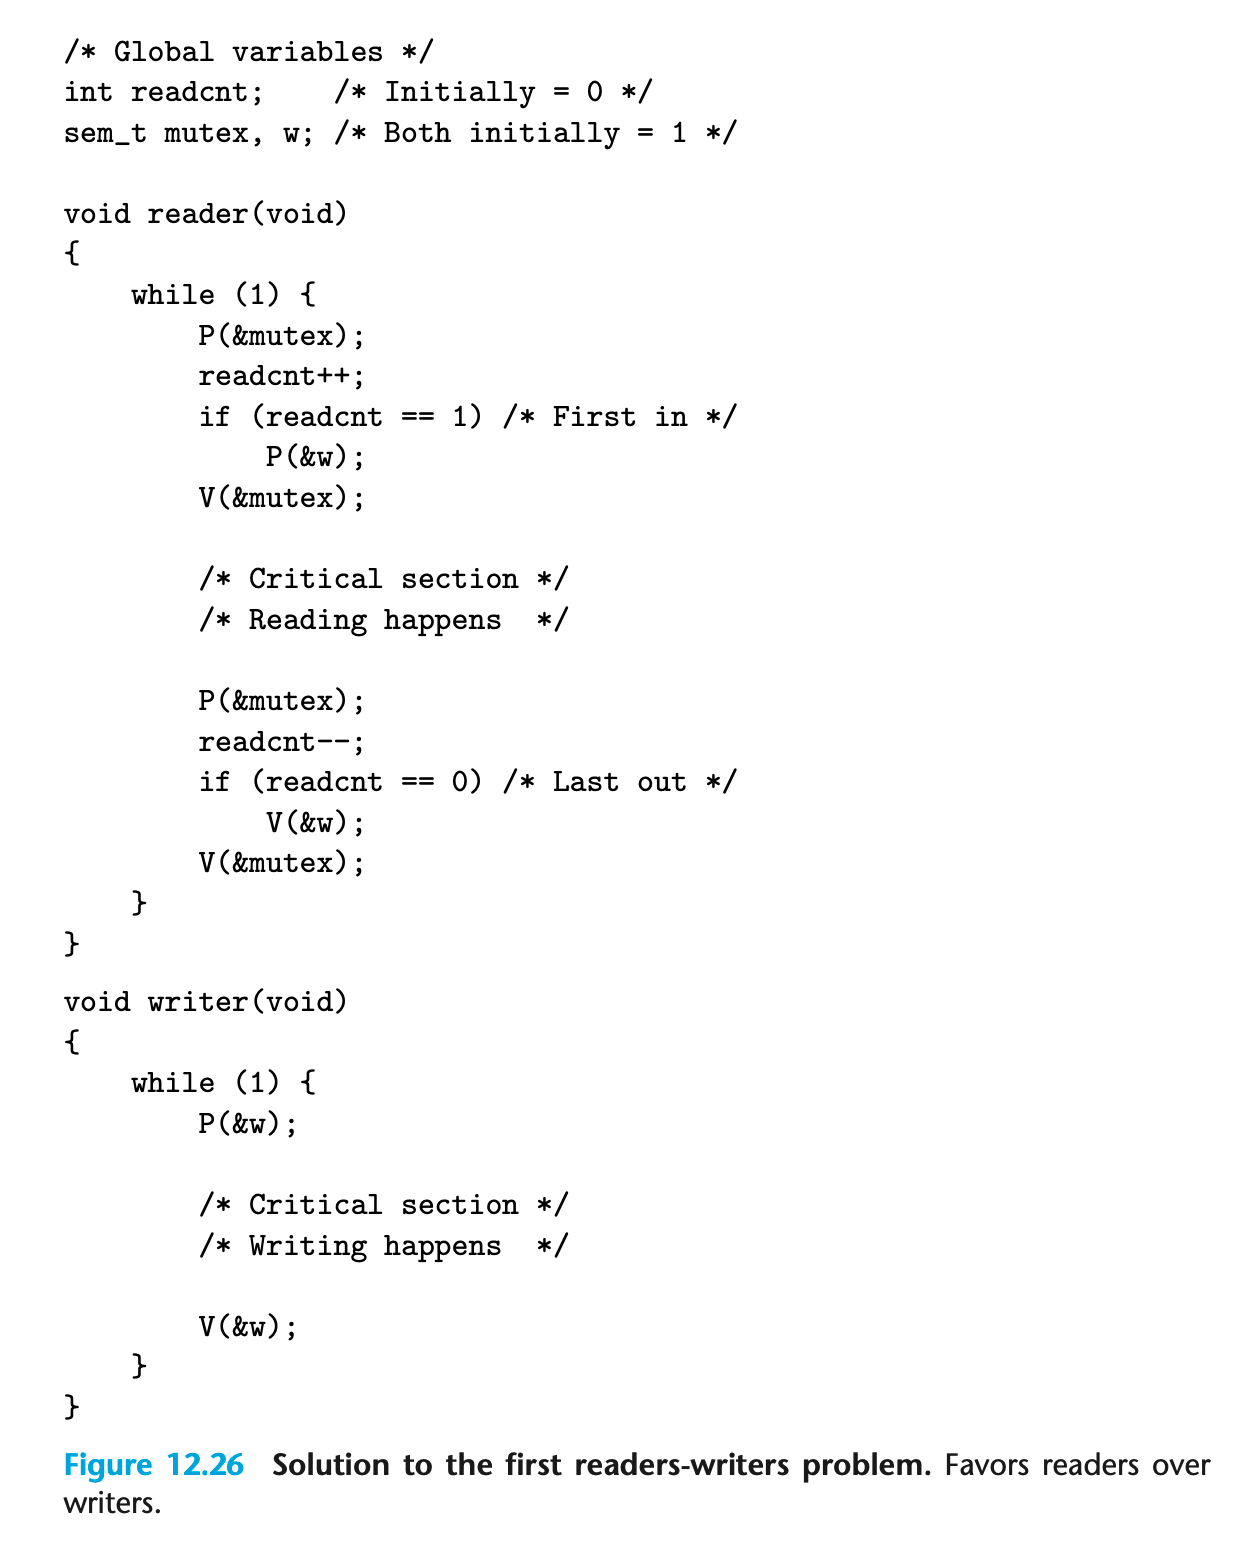 /* Global variables */
int readcnt;    /* Initially = 0 */
sem_t mutex, w; /* Both initially = 1 */

void reader(void)
{
    while (1) {
        P(&mutex);
        readcnt++;
        if (readcnt == 1) /* First in */
            P(&w);
        V(&mutex);

        /* Critical section */
        /* Reading happens  */

        P(&mutex);
        readcnt--;
        if (readcnt == 0) /* Last out */
            V(&w);
        V(&mutex);
    }
}
void writer(void)
{
    while (1) {
        P(&w);

        /* Critical section */
        /* Writing happens  */

        V(&w);
    }
}
Figure 12.26 Solution to the first readers-writers problem. Favors readers over
writers.